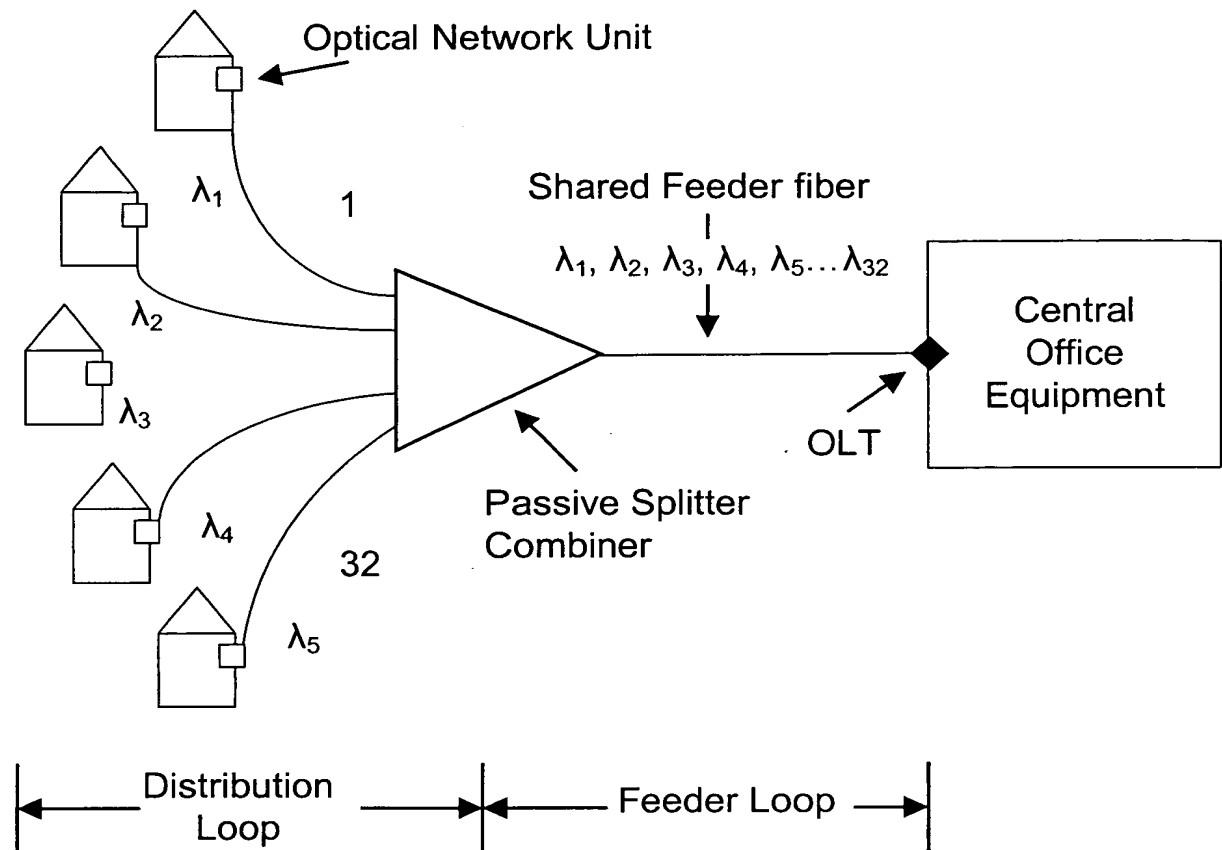 Optical Network Unit
λ1
1
Shared Feeder fiber
λ1, λ2, λ3, λ4, λ5...λ32
λ2
Central
Office
Equipment
λ3
OLT
Passive Splitter
Combiner
λ4
32
λ5
Distribution
Loop
Feeder Loop